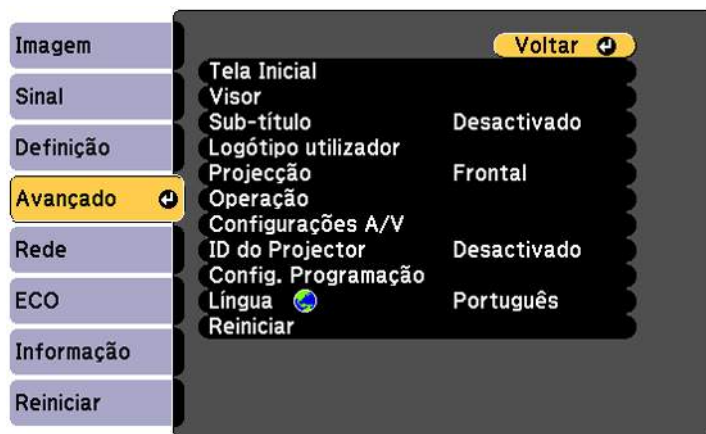 Imagem
Sinal
Definição
Avançado
Rede
ECO
Informação
Reiniciar
Voltar
Tela Inicial
Visor
Sub-título Desactivado
Logótipo utilizador
Projecção Frontal
Operação
Configurações A/V
ID do Projector Desactivado
Config. Programação
Língua Português
Reiniciar